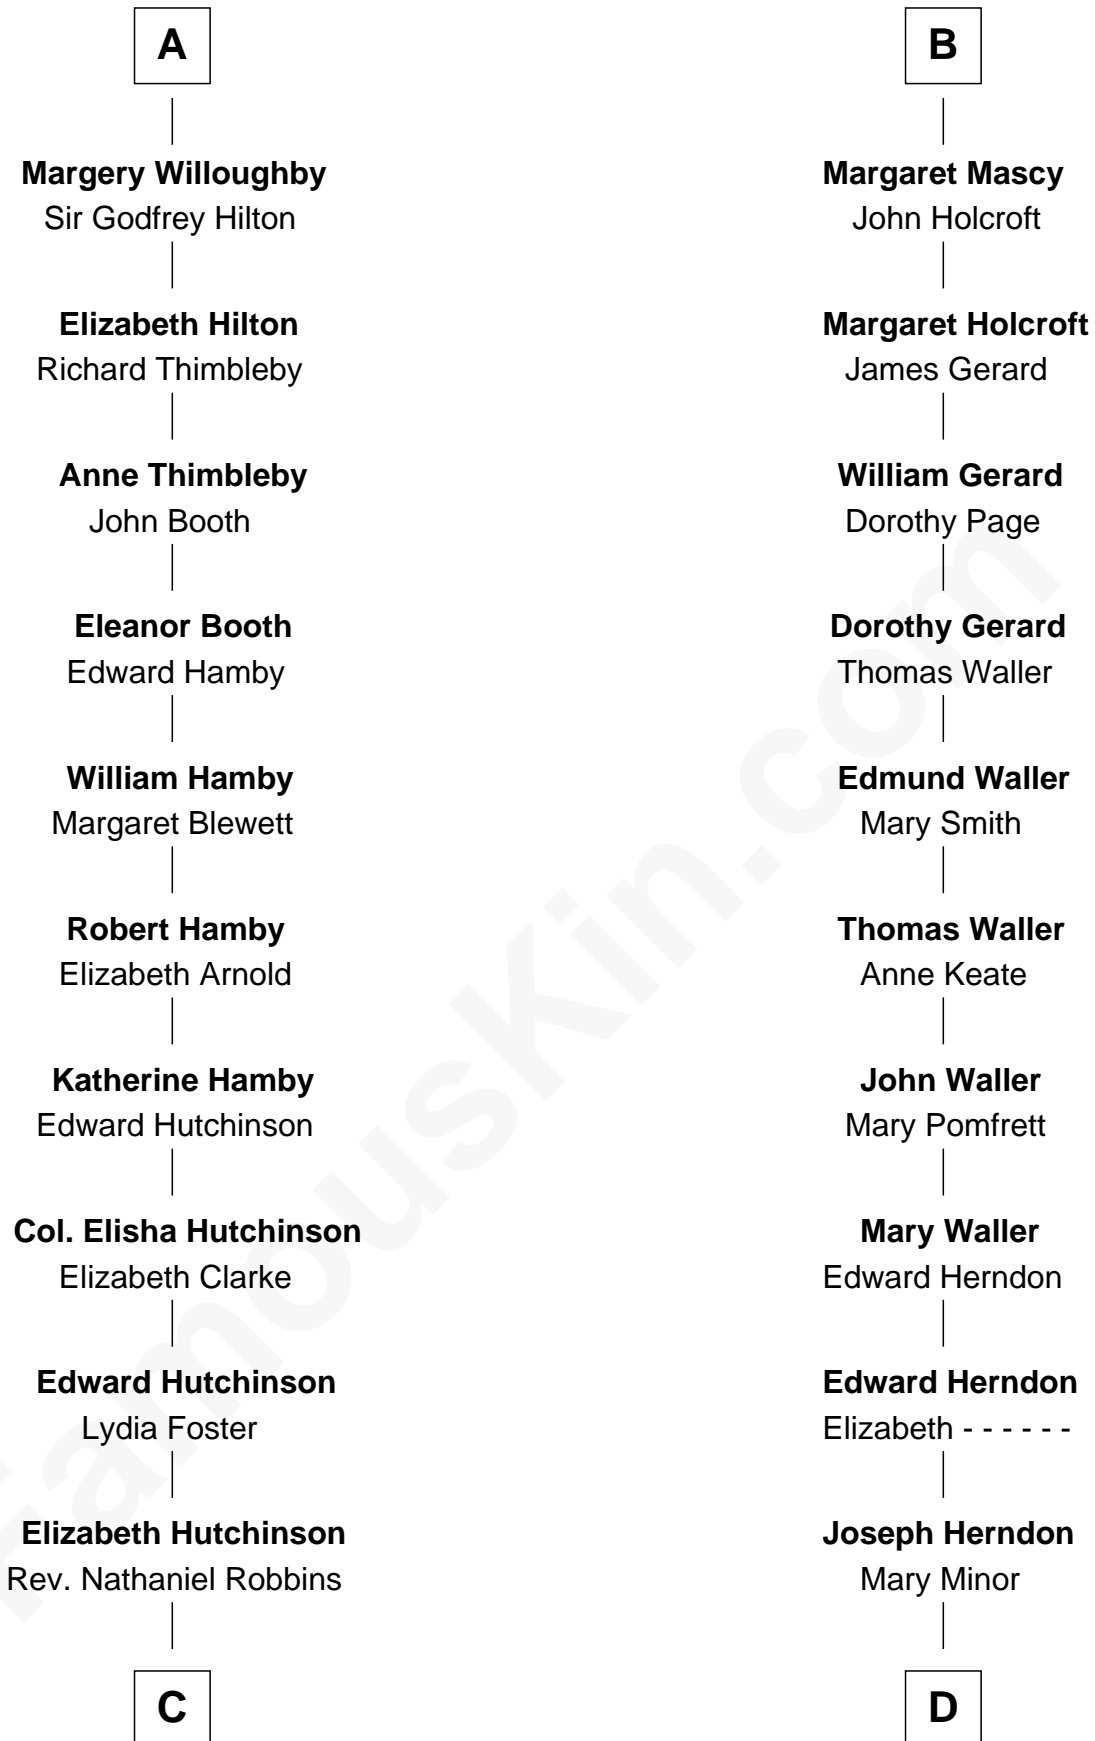 A
Margery Willoughby
Sir Godfrey Hilton
Elizabeth Hilton
Richard Thimbleby
Anne Thimbleby
John Booth
Eleanor Booth
Edward Hamby
William Hamby
Margaret Blewett
Robert Hamby
Elizabeth Arnold
Katherine Hamby
Edward Hutchinson
Col. Elisha Hutchinson
Elizabeth Clarke
Edward Hutchinson
Lydia Foster
Elizabeth Hutchinson
Rev. Nathaniel Robbins
C
B
Margaret Mascy
John Holcroft
Margaret Holcroft
James Gerard
William Gerard
Dorothy Page
Dorothy Gerard
Thomas Waller
Edmund Waller
Mary Smith
Thomas Waller
Anne Keate
John Waller
Mary Pomfrett
Mary Waller
Edward Herndon
Edward Herndon
Elizabeth - - - - - -
Joseph Herndon
Mary Minor
D
FamousKin.com